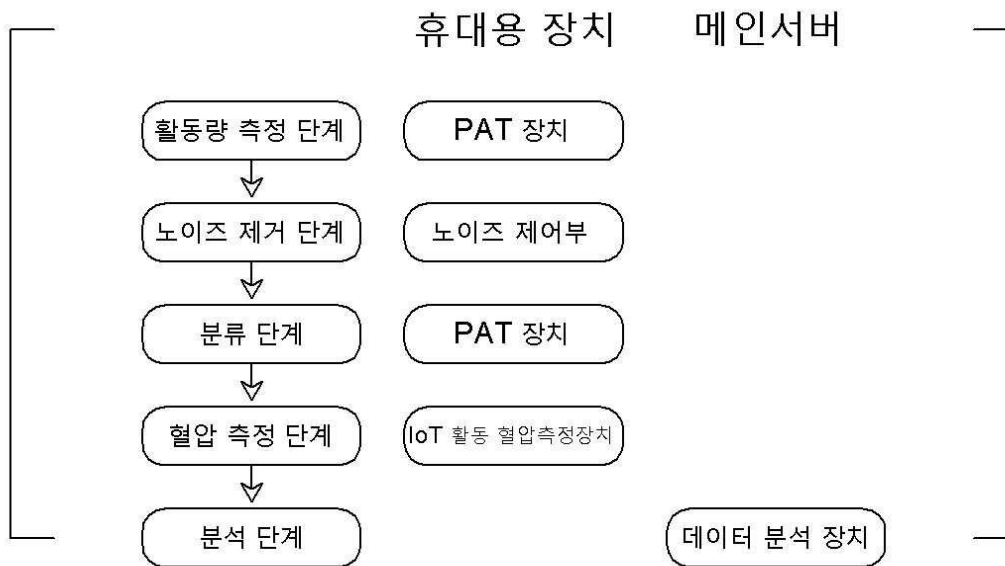 휴대용 장치 메인서버
활동량 측정 단계 PAT 장치
노이즈 제거 단계 노이즈 제어부
분류 단계 PAT 장치
혈압 측정 단계 IoT 활동 혈압측정장치
분석 단계 데이터 분석 장치